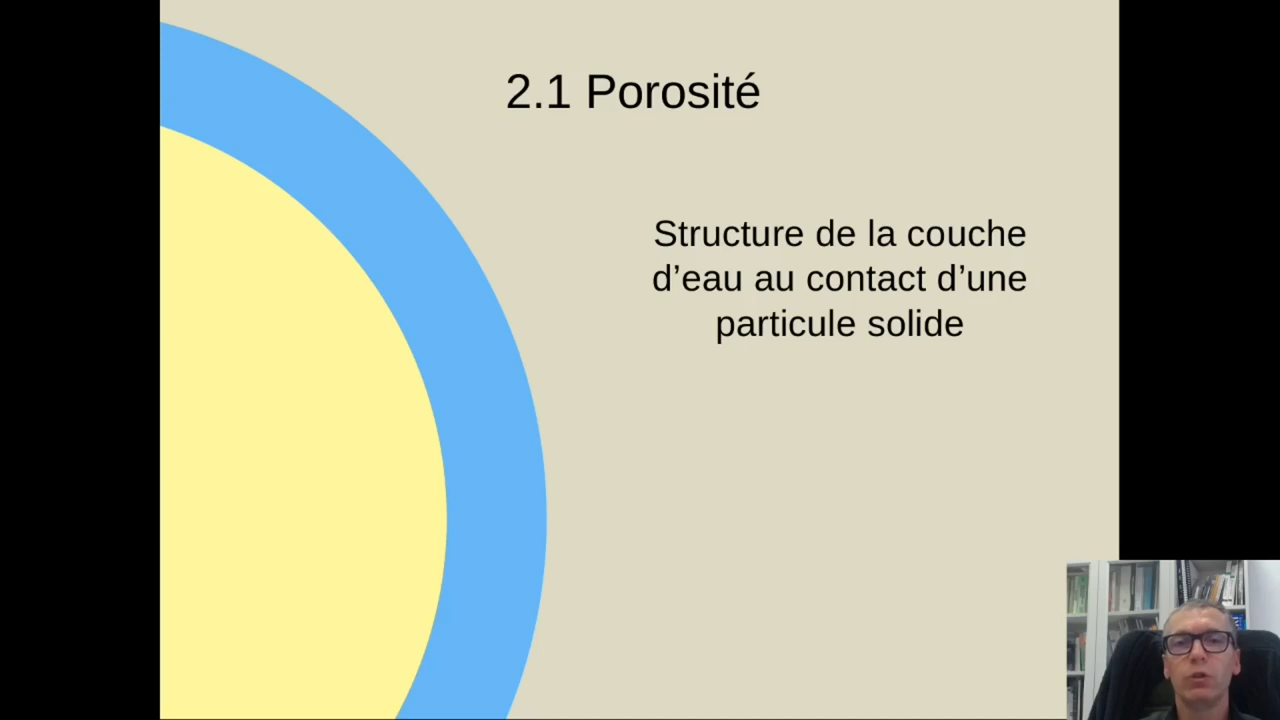 2.1 Porosité
Structure de la couche
d’eau au contact d’une
particule solide